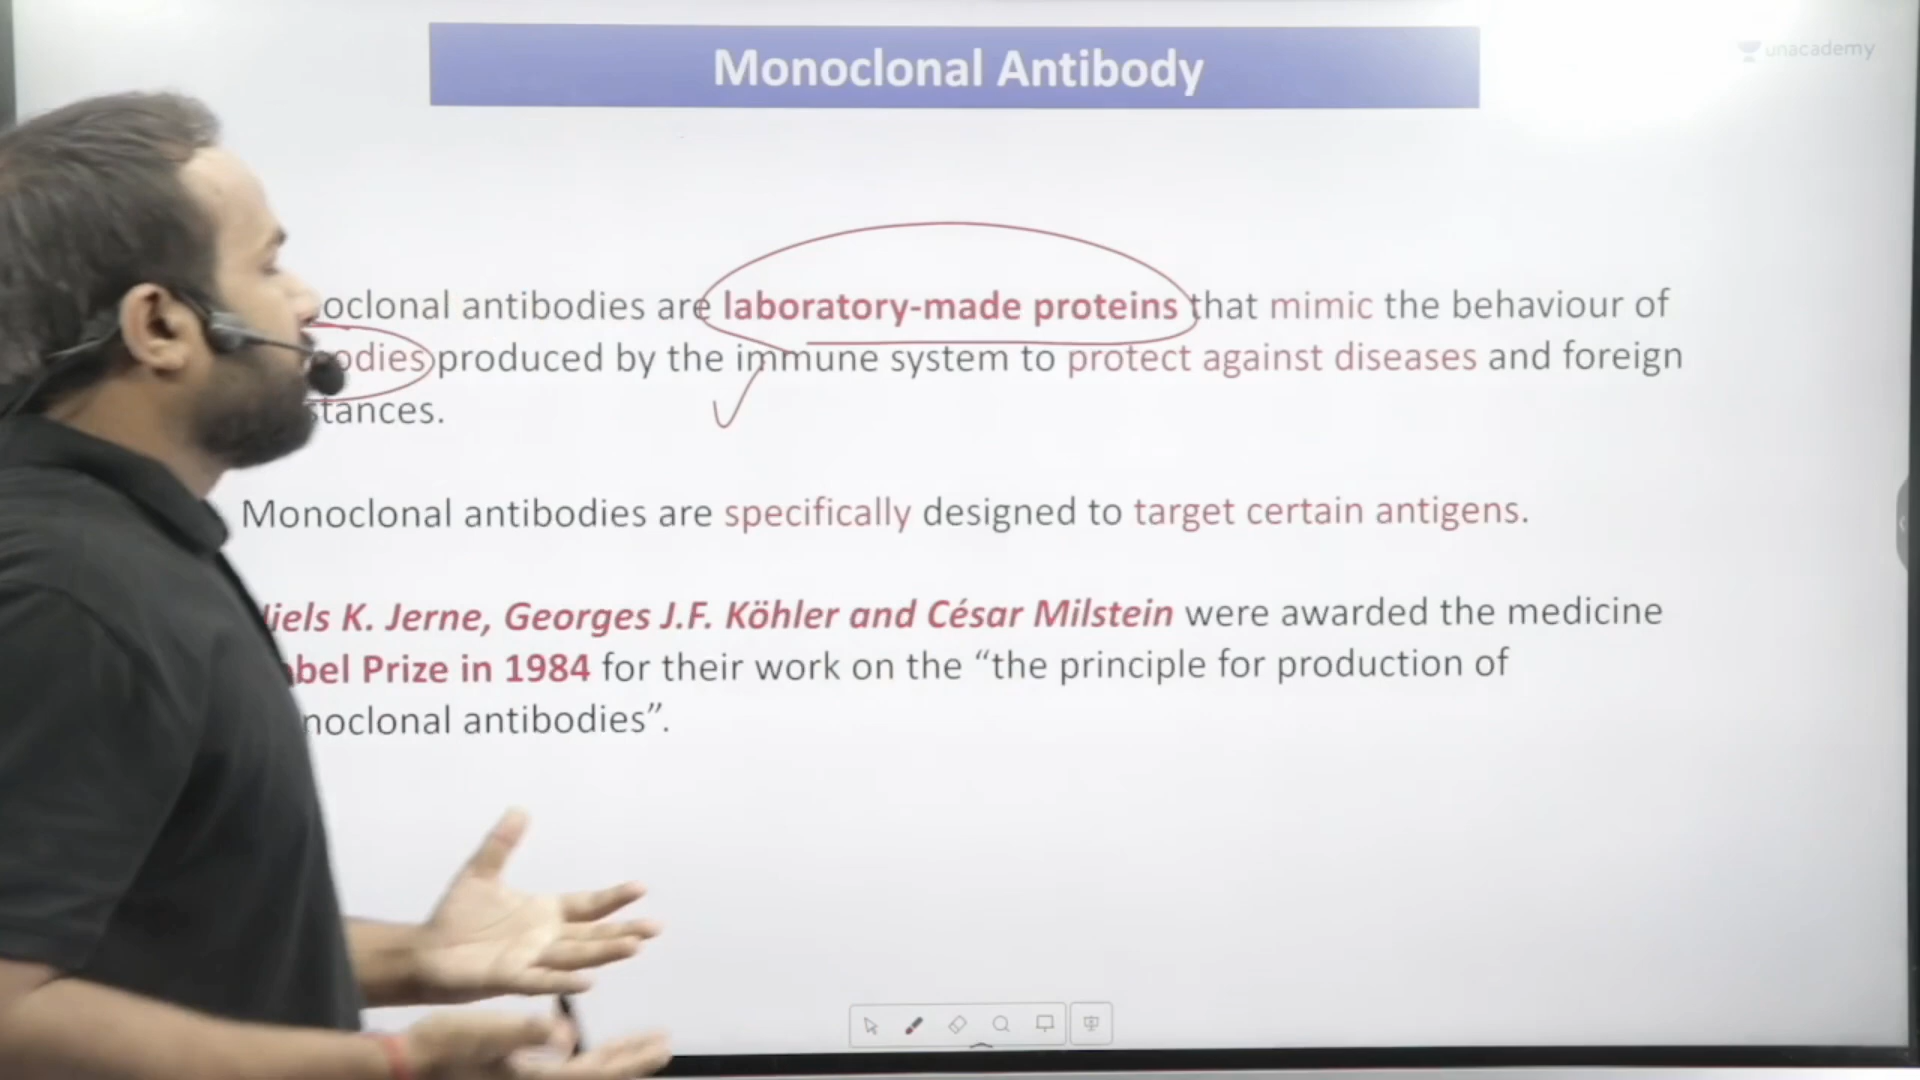 Monoclonal Antibody
unacademy
oclonal antibodies are laboratory-made proteins that mimic the behaviour of
odies produced by the immune system to protect against diseases and foreign
stances.
Monoclonal antibodies are specifically designed to target certain antigens.
iels K. Jerne, Georges J.F. Köhler and César Milstein were awarded the medicine
bel Prize in 1984 for their work on the “the principle for production of
noclonal antibodies”.